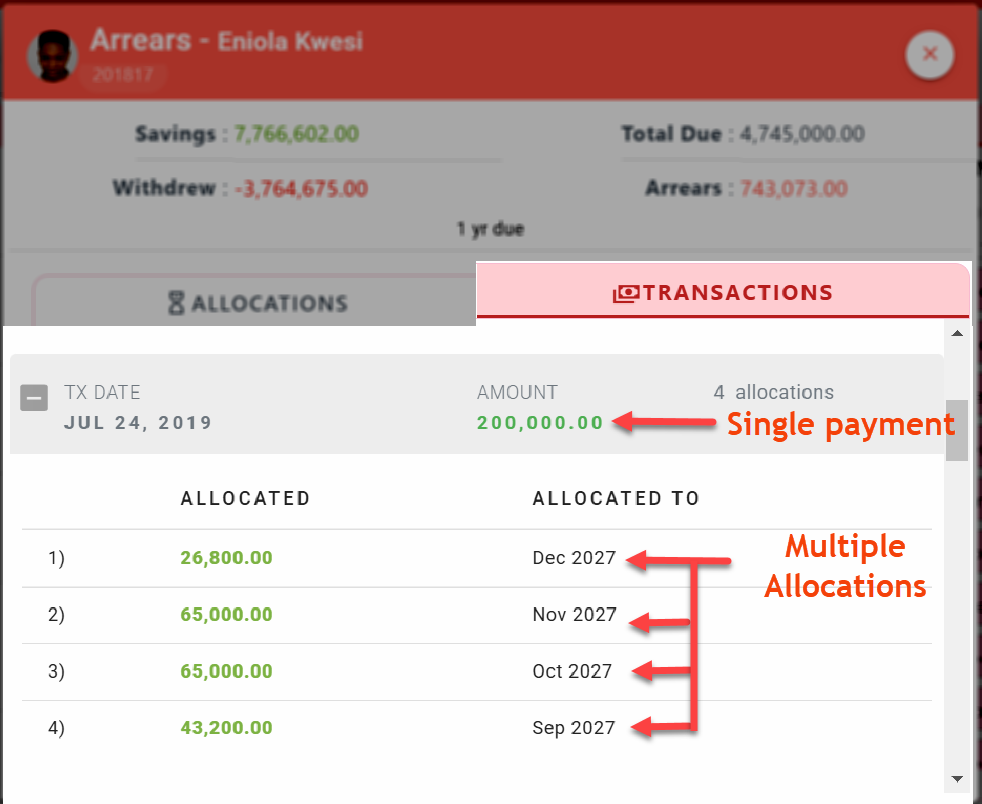 Arrears - Eniola Kwesi
201817
Savings : 7,766,602.00
Total Due : 4,745,000.00
Withdrew : -3,764,675.00
Arrears : 743,073.00
1 yr due
ALLOCATIONS
TRANSACTIONS
TX DATE
AMOUNT
4 allocations
JUL 24, 2019
200,000.00
Single payment
ALLOCATED
ALLOCATED TO
1) 26,800.00 Dec 2027
Multiple
Allocations
2) 65,000.00 Nov 2027
3) 65,000.00 Oct 2027
4) 43,200.00 Sep 2027